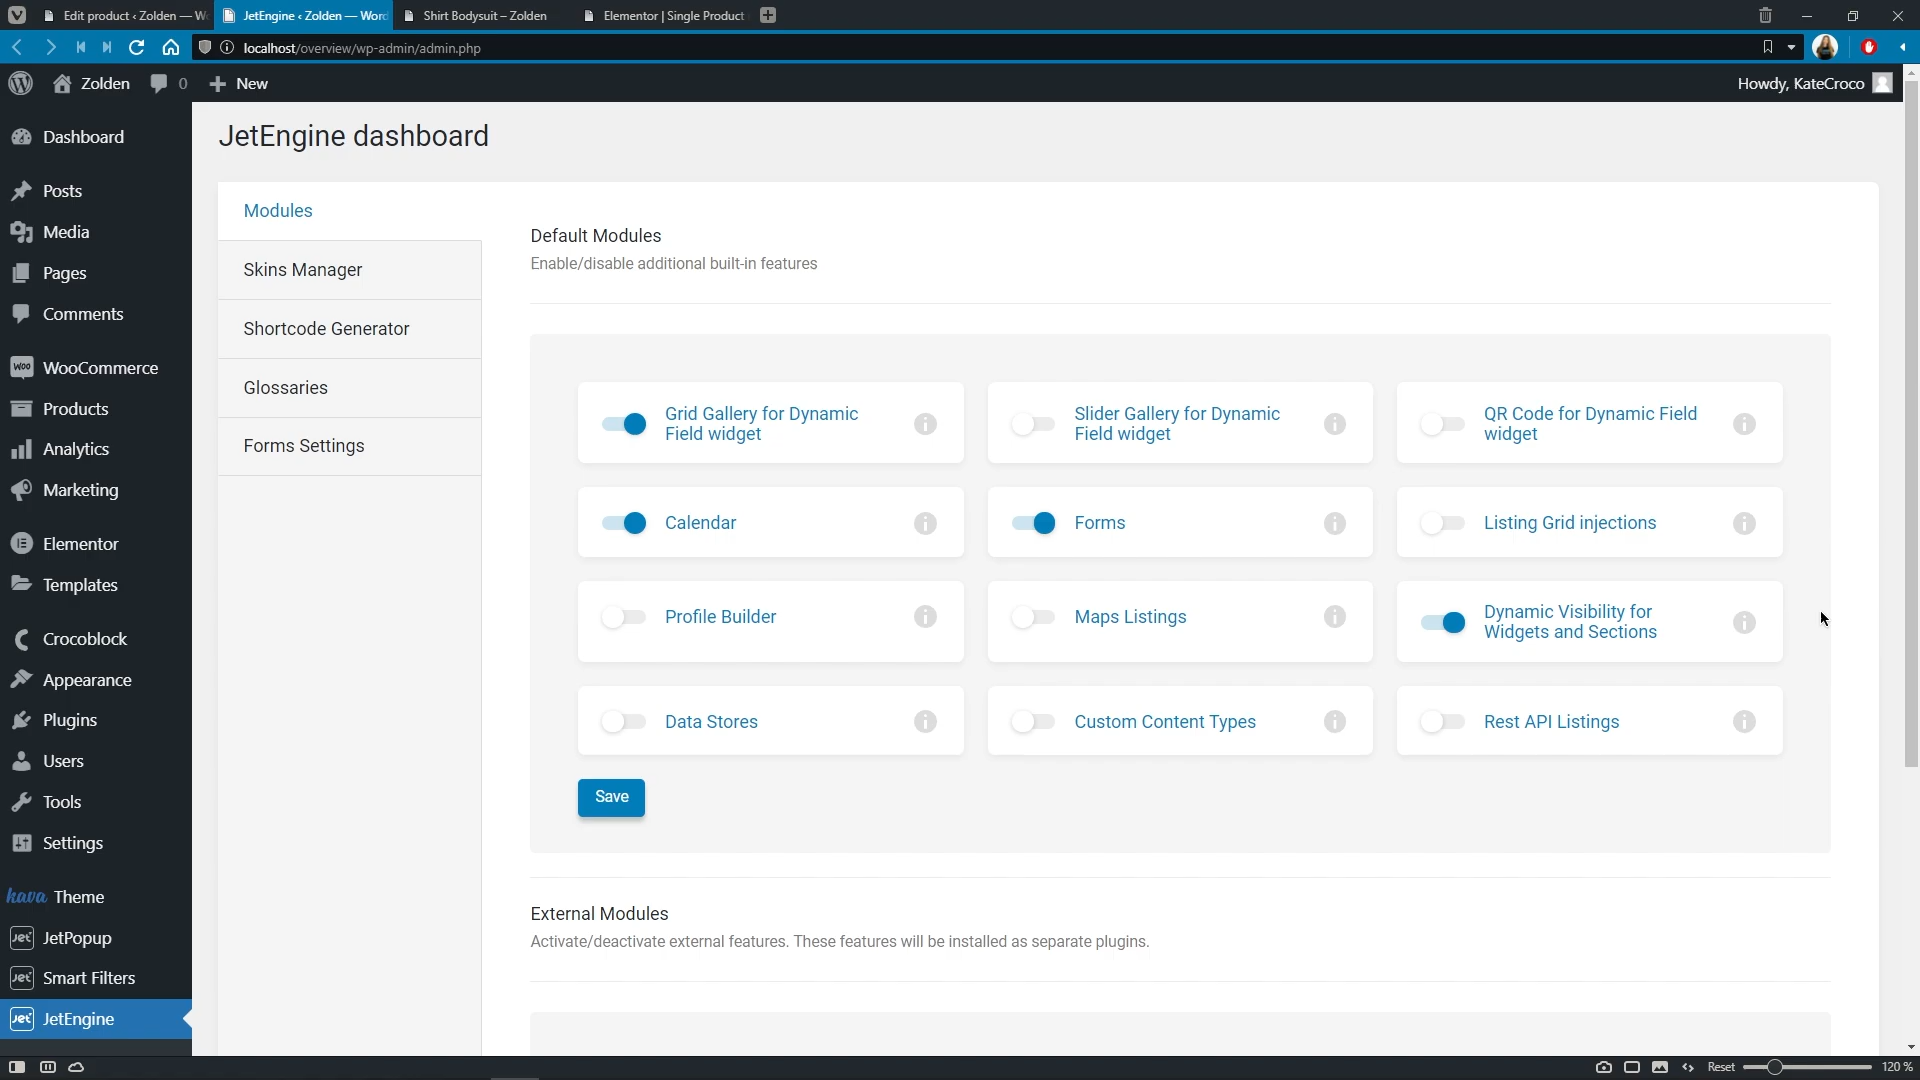 Edit product ‹ Zolden — W
JetEngine ‹ Zolden — Word
Shirt Bodysuit – Zolden
Elementor | Single Product
localhost/overview/wp-admin/admin.php
Zolden
0
New
Howdy, KateCroco
Dashboard
Posts
Media
Pages
Comments
WOO
WooCommerce
Products
Analytics
Marketing
Elementor
Templates
Crocoblock
Appearance
Plugins
Users
Tools
Settings
hava Theme
Jet JetPopup
Jet Smart Filters
Jet JetEngine
JetEngine dashboard
Modules
Skins Manager
Shortcode Generator
Glossaries
Forms Settings
Default Modules
Enable/disable additional built-in features
Grid Gallery for Dynamic
Field widget
Slider Gallery for Dynamic
Field widget
QR Code for Dynamic Field
widget
Calendar
Forms
Listing Grid injections
Profile Builder
Maps Listings
Dynamic Visibility for
Widgets and Sections
Data Stores
Custom Content Types
Rest API Listings
Save
External Modules
Activate/deactivate external features. These features will be installed as separate plugins.
Reset
120 %